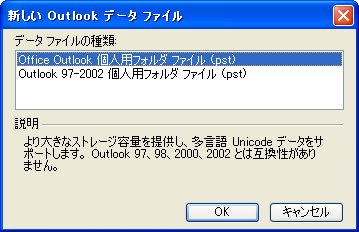 新しい Outlook データ ファイル
データ ファイルの種類:
Office Outlook 個人用フォルダ ファイル (pst)
Outlook 97-2002 個人用フォルダ ファイル (pst)
説明
より大きなストレージ容量を提供し、多言語 Unicode データをサ
ポートします。Outlook 97、98、2000、2002 とは互換性があり
ません。
OK
キャンセル